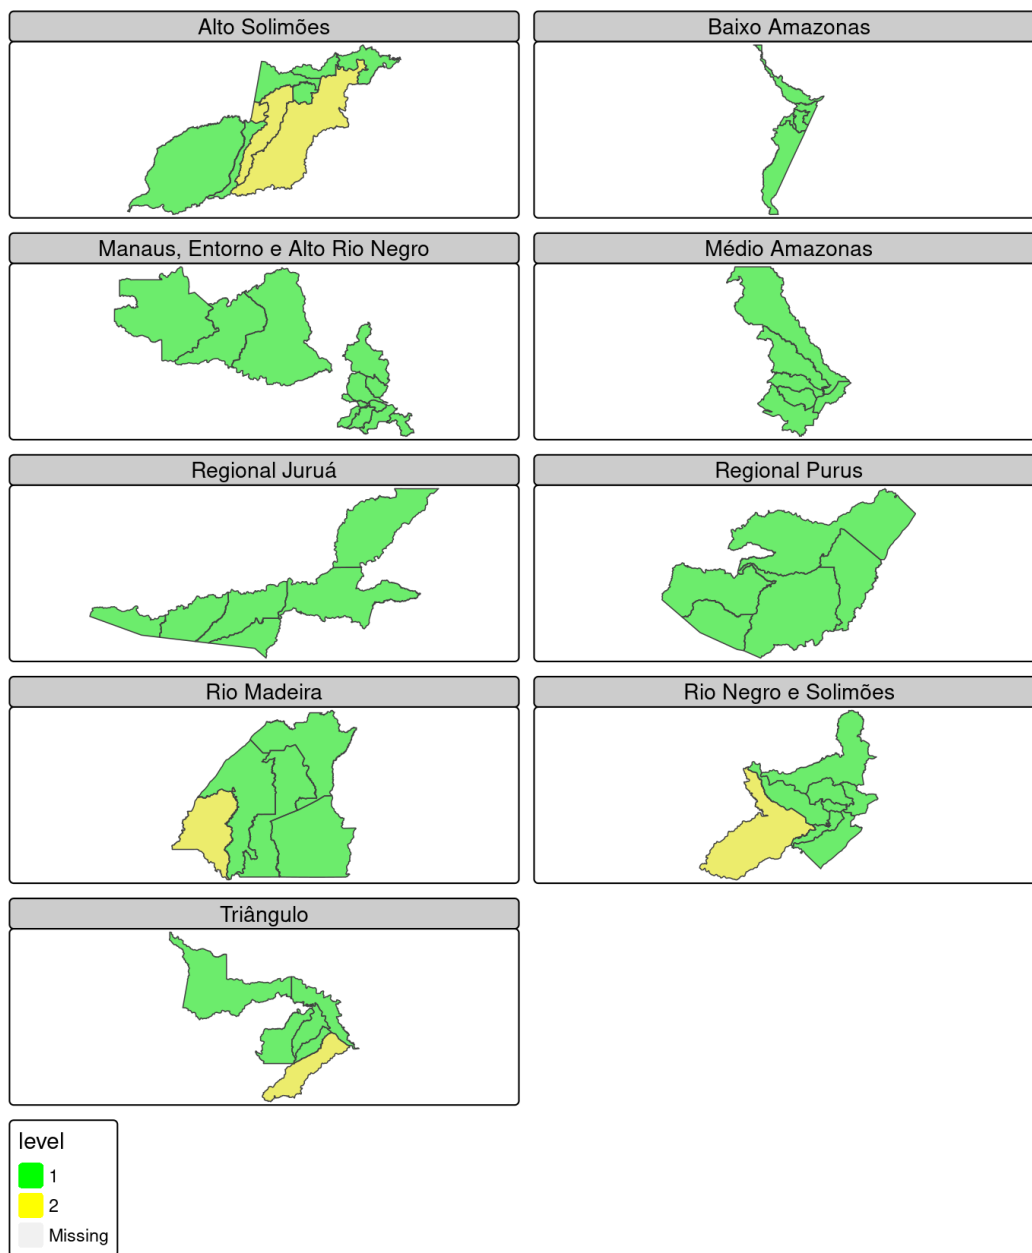 Alto Solimões
Baixo Amazonas
Manaus, Entorno e Alto Rio Negro
Médio Amazonas
Regional Juruá
Regional Purus
Rio Madeira
Rio Negro e Solimões
Triângulo
level
1
2
Missing